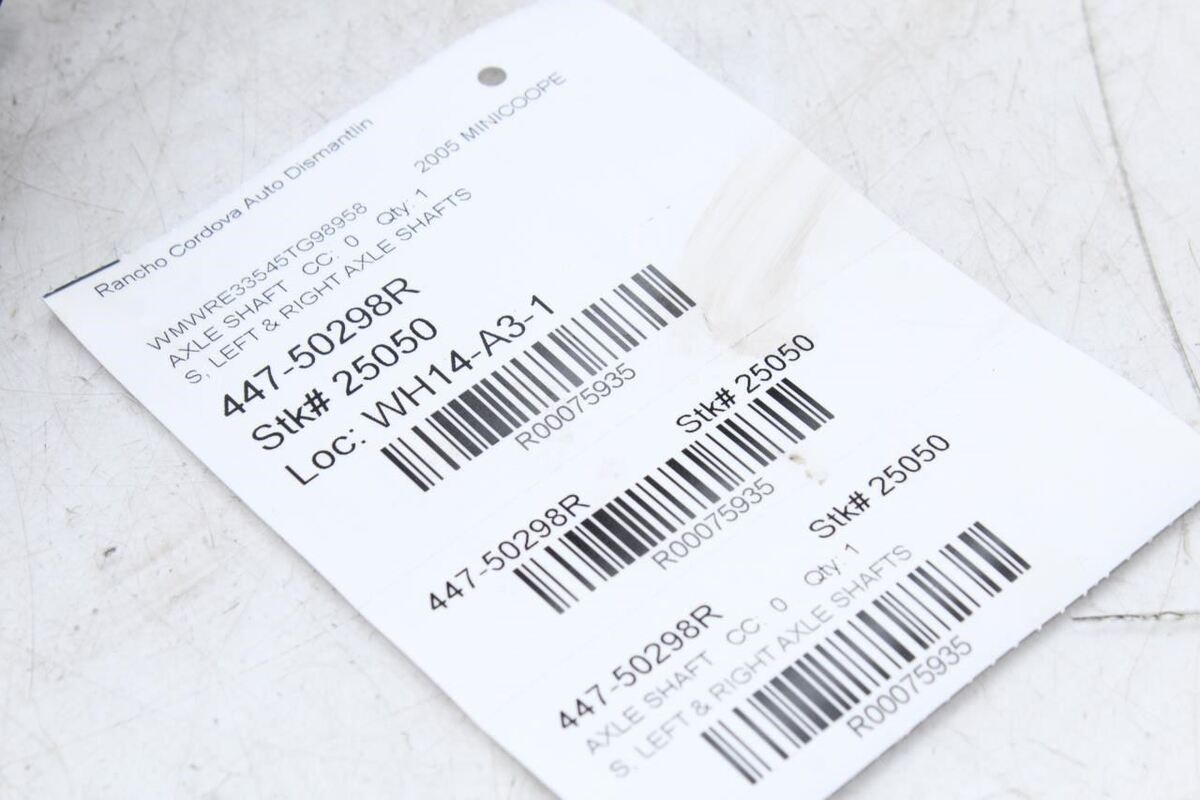 Rancho Cordova Auto Dismantlin
2005 MINICOOPE
WMWRE33545TG98958
AXLE SHAFT CC: 0 Qty: 1
S, LEFT & RIGHT AXLE SHAFTS
447-50298R
Stk# 25050
Loc: WH14-A3-1
R00075935
447-50298R Stk# 25050
R00075935
447-50298R Stk# 25050
AXLE SHAFT CC: 0 Qty: 1
S, LEFT & RIGHT AXLE SHAFTS
R00075935